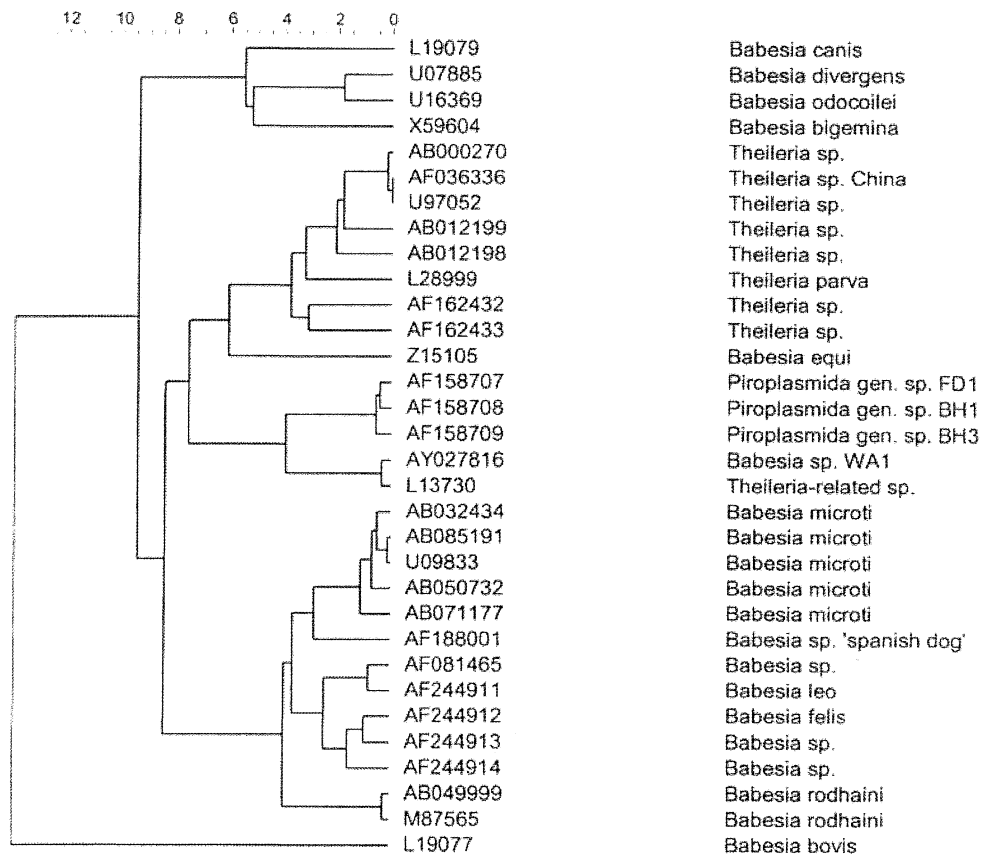 12 10 8 6 4 2 0
L19079 Babesia canis
U07885 Babesia divergens
U16369 Babesia odocoilei
X59604 Babesia bigemina
AB000270 Theileria sp.
AF036336 Theileria sp. China
U97052 Theileria sp.
AB012199 Theileria sp.
AB012198 Theileria sp.
L28999 Theileria parva
AF162432 Theileria sp.
AF162433 Theileria sp.
Z15105 Babesia equi
AF158707 Piroplasmida gen. sp. FD1
AF158708 Piroplasmida gen. sp. BH1
AF158709 Piroplasmida gen. sp. BH3
AY027816 Babesia sp. WA1
L13730 Theileria-related sp.
AB032434 Babesia microti
AB085191 Babesia microti
U09833 Babesia microti
AB050732 Babesia microti
AB071177 Babesia microti
AF188001 Babesia sp. 'spanish dog'
AF081465 Babesia sp.
AF244911 Babesia leo
AF244912 Babesia felis
AF244913 Babesia sp.
AF244914 Babesia sp.
AB049999 Babesia rodhaini
M87565 Babesia rodhaini
L19077 Babesia bovis